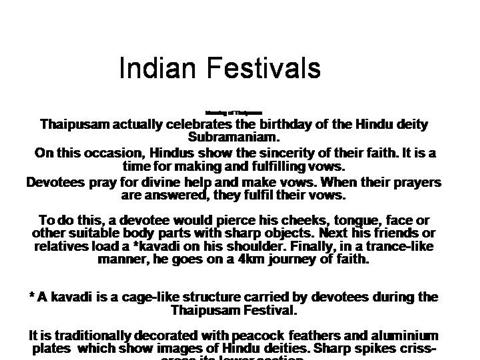 Indian Festivals
Meaning of Thaipusam
Thaipusam actually celebrates the birthday of the Hindu deity
Subramaniam.
On this occasion, Hindus show the sincerity of their faith. It is a
time for making and fulfilling vows.
Devotees pray for divine help and make vows. When their prayers
are answered, they fulfil their vows.
To do this, a devotee would pierce his cheeks, tongue, face or
other suitable body parts with sharp objects. Next his friends or
relatives load a *kavadi on his shoulder. Finally, in a trance-like
manner, he goes on a 4km journey of faith.
* A kavadi is a cage-like structure carried by devotees during the
Thaipusam Festival.
It is traditionally decorated with peacock feathers and aluminium
plates which show images of Hindu deities. Sharp spikes criss-
cross its lower section